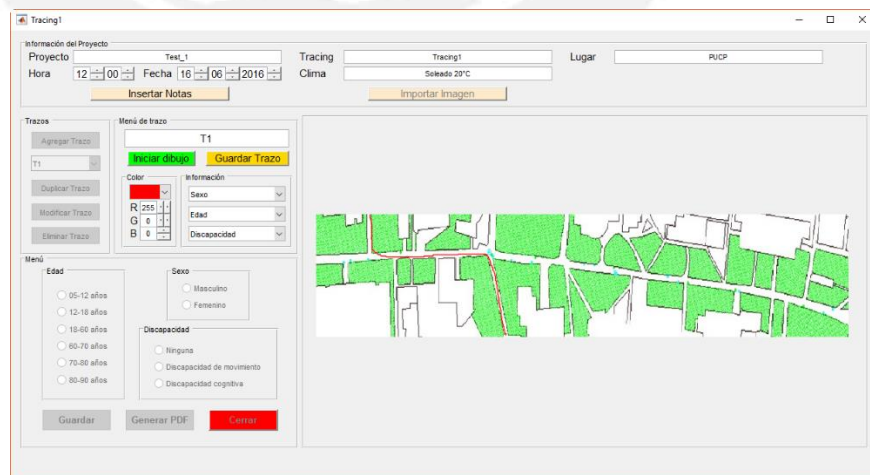 Tracing1
Información del Proyecto
Proyecto Test_1 Tracing Tracing1 Lugar PUCP
Hora 12 00 Fecha 16 06 2016 Clima Soleado 20°C
Insertar Notas Importar Imagen
Trazos
Agregar Trazo
T1
Duplicar Trazo
Modificar Trazo
Eliminar Trazo
Menú de trazo
T1
Iniciar dibujo Guardar Trazo
Color
R 255
G 0
B 0
Información
Sexo
Edad
Discapacidad
Menú
Edad
05-12 años
12-18 años
18-60 años
60-70 años
70-80 años
80-90 años
Sexo
Masculino
Femenino
Discapacidad
Ninguna
Discapacidad de movimiento
Discapacidad cognitiva
Guardar Generar PDF Cerrar